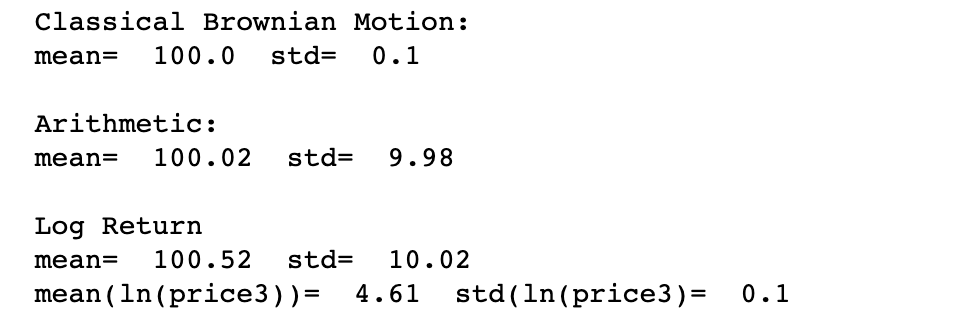 Classical Brownian Motion:
mean=  100.0  std=  0.1
Arithmetic:
mean=  100.02  std=  9.98
Log Return
mean=  100.52  std=  10.02
mean(ln(price3))=  4.61  std(ln(price3)=  0.1